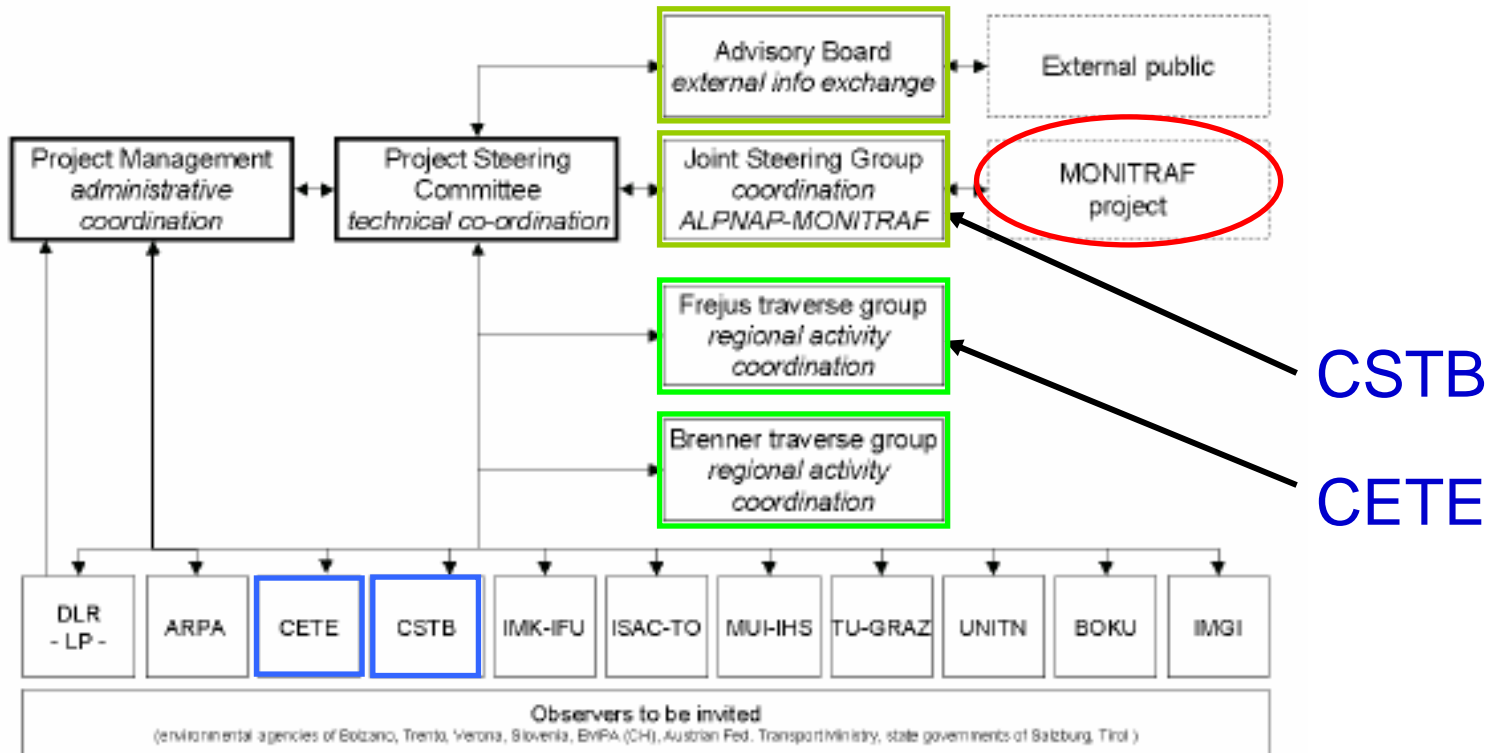 Advisory Board
external info exchange
External public
Project Management
administrative
coordination
Project Steering
Committee
technical co-ordination
Joint Steering Group
coordination
ALPNAP-MONITRAF
MONITRAF
project
Frejus traverse group
regional activity
coordination
CSTB
Brenner traverse group
regional activity
coordination
CETE
DLR
- LP -
ARPA
CETE
CSTB
IMK-IFU
ISAC-TO
MUI-IHS
TU-GRAZ
UNITN
BOKU
IMGI
Observers to be invited
(environmental agencies of Bolzano, Trento, Verona, Slovenia, EMPA (CH), Austrian Fed. Transport Ministry, state governments of Salzburg, Tirol )